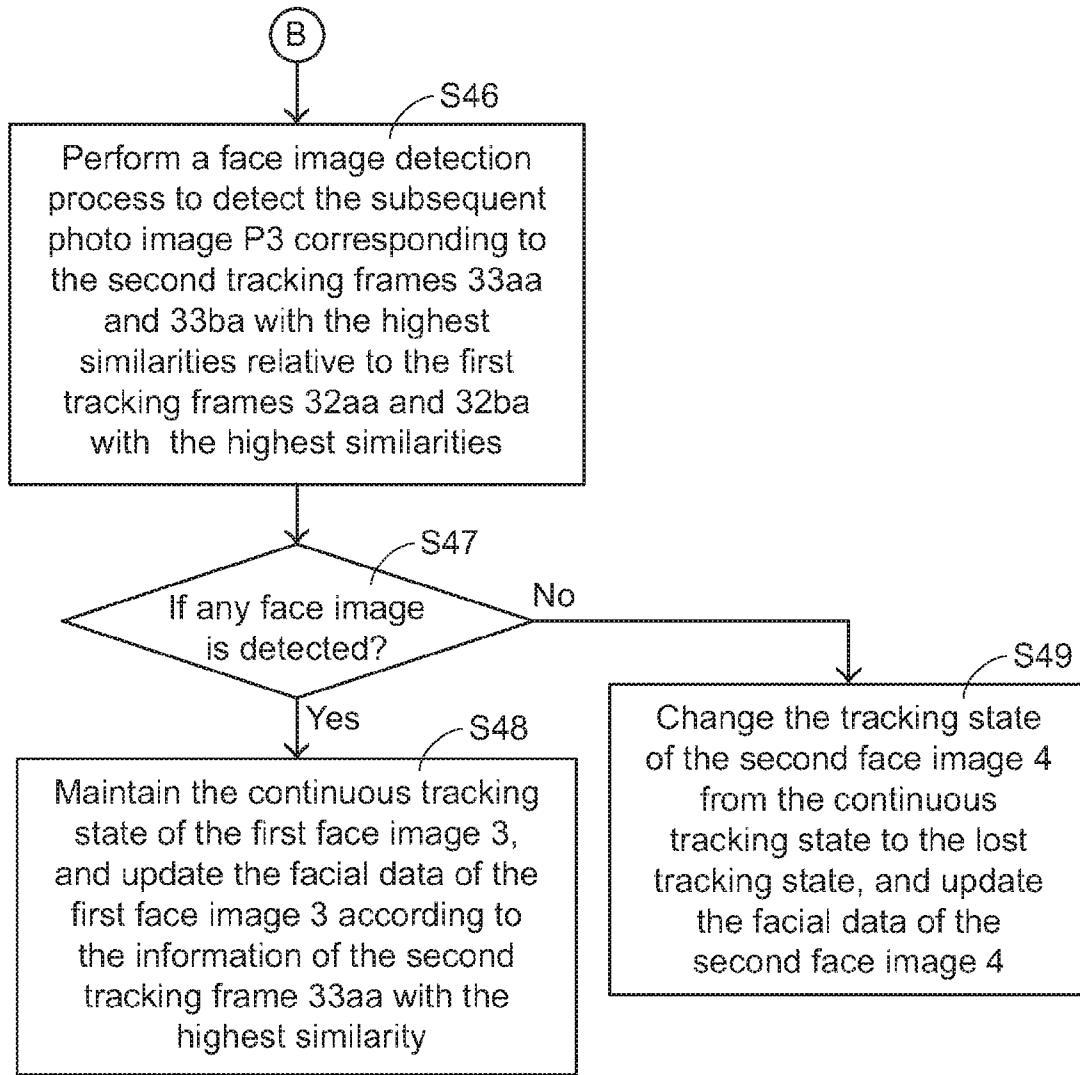 B
S46
Perform a face image detection
process to detect the subsequent
photo image P3 corresponding to
the second tracking frames 33aa
and 33ba with the highest
similarities relative to the first
tracking frames 32aa and 32ba
with the highest similarities
S47
If any face image
is detected?
No
Yes
S48
Maintain the continuous tracking
state of the first face image 3,
and update the facial data of the
first face image 3 according to
the information of the second
tracking frame 33aa with the
highest similarity
S49
Change the tracking state
of the second face image 4
from the continuous
tracking state to the lost
tracking state, and update
the facial data of the
second face image 4